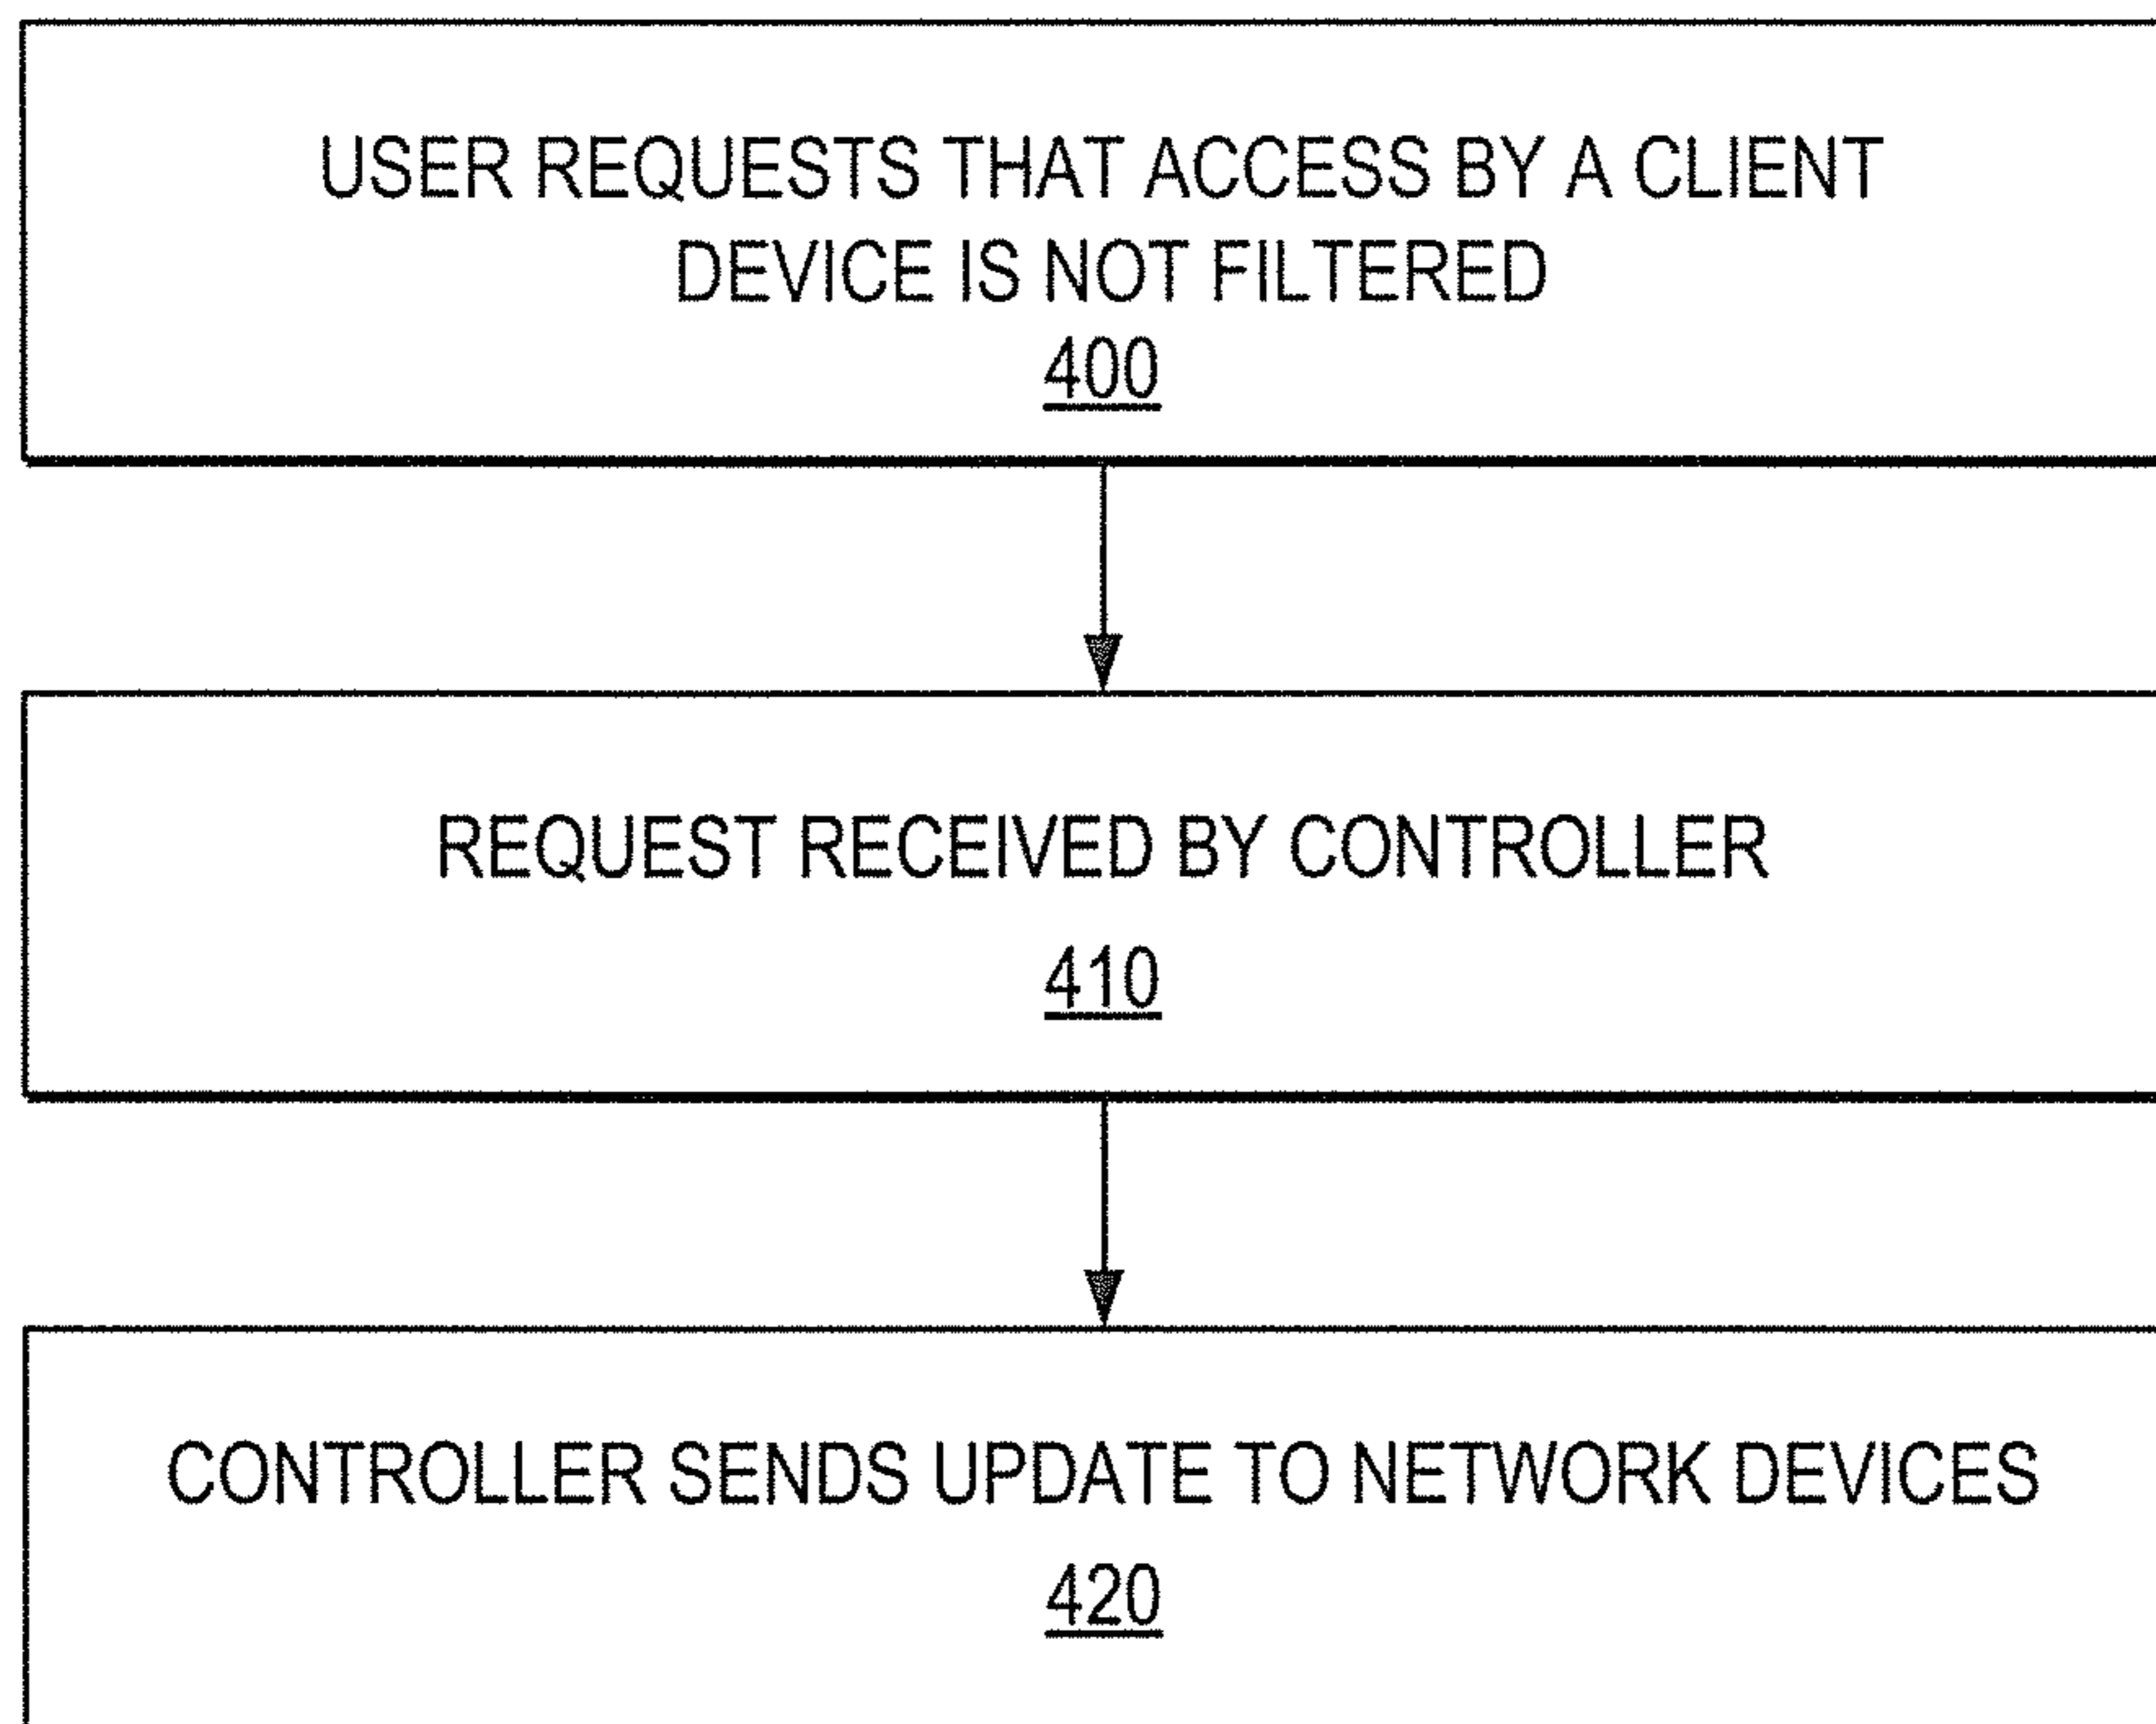 USER REQUESTS THAT ACCESS BY A CLIENT
DEVICE IS NOT FILTERED
400
REQUEST RECEIVED BY CONTROLLER
410
CONTROLLER SENDS UPDATE TO NETWORK DEVICES
420